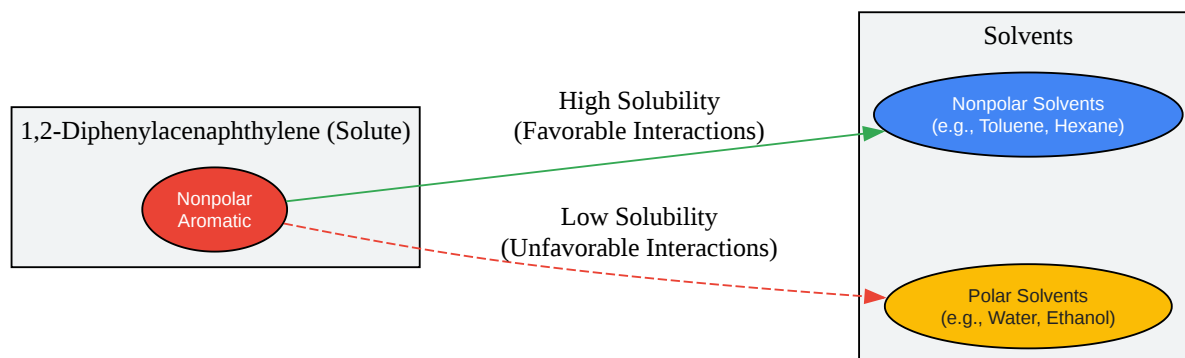 Solvents
Nonpolar Solvents
(e.g., Toluene, Hexane)
High Solubility
(Favorable Interactions)
1,2-Diphenylacenaphthylene (Solute)
Nonpolar
Aromatic
Low Solubility
(Unfavorable Interactions)
Polar Solvents
(e.g., Water, Ethanol)